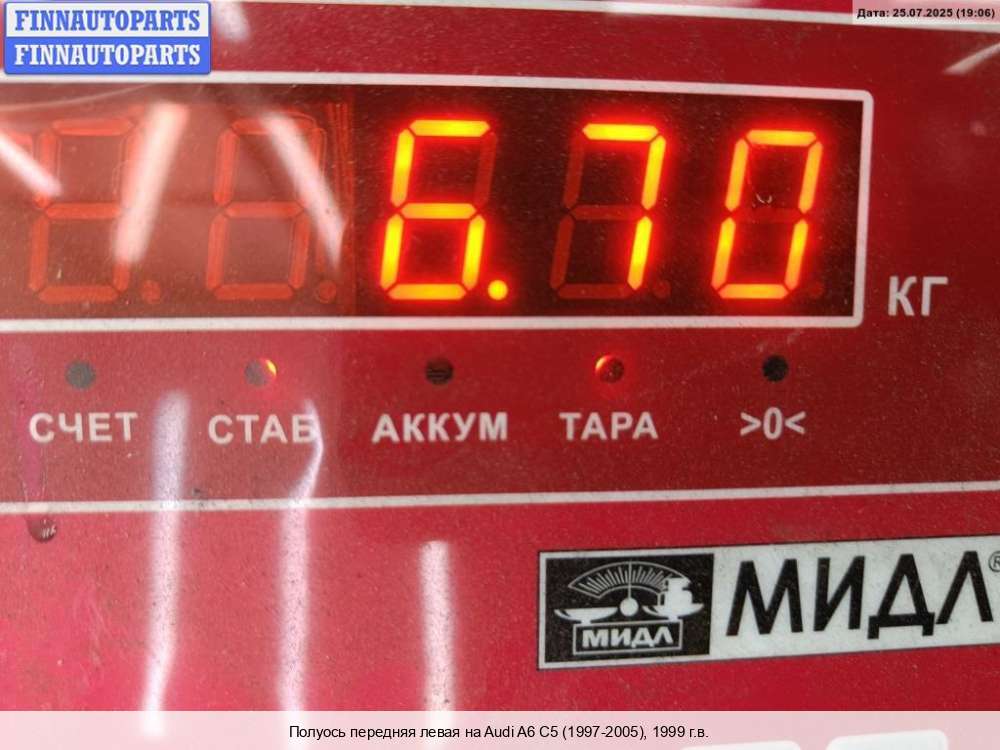 FINNAUTOPARTS
FINNAUTOPARTS
Дата: 25.07.2025 (19:06)
6.70
КГ
СЧЕТ СТАБ АККУМ ТАРА >0<
МИДЛ
МИДЛ®
Полуось передняя левая на Audi A6 C5 (1997-2005), 1999 г.в.